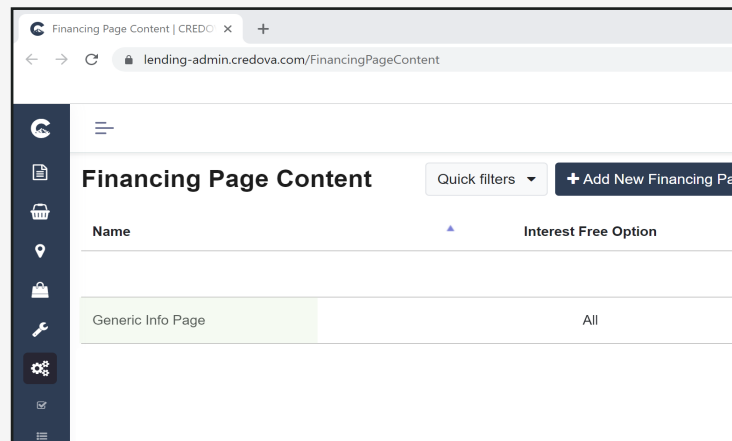 Financing Page Content | CREDO
lending-admin.credova.com/FinancingPageContent
Financing Page Content
Quick filters
Add New Financing Pa
Name
Interest Free Option
Generic Info Page
All